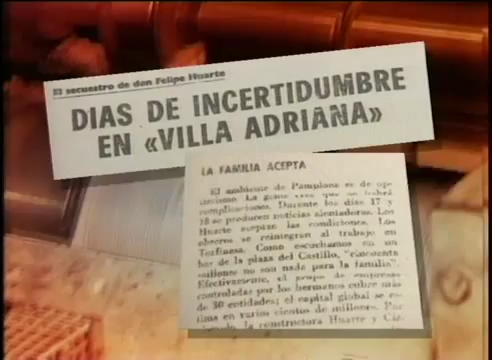 El secuestro de don Felipe Huarte
DIAS DE INCERTIDUMBRE
EN «VILLA ADRIANA»
LA FAMILIA ACEPTA
El ambiente de Pamplona es de op-
timismo. La gente cree que no habrá
complicaciones. Durante los días 17 y
18 se producen noticias alentadoras. Los
Huarte aceptan las condiciones. Los
obreros se reintegran al trabajo en
Torfinasa. Como escuchamos en un
bar de la plaza del Castillo, "cincuenta
millones no son nada para la familia".
Efectivamente, el grupo de empresas
controladas por los hermanos cubre más
de 30 entidades; el capital global se es-
tima en varios cientos de millones. Por
la constructora Huarte y Cía.